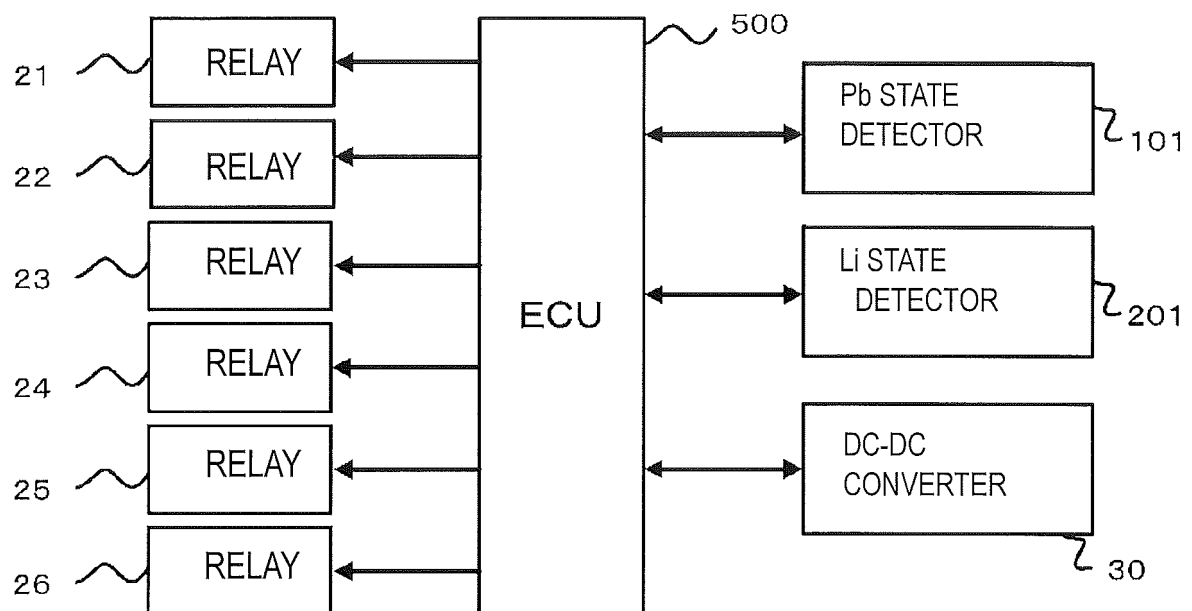 500
21
RELAY
Pb STATE
DETECTOR
101
22
RELAY
23
RELAY
Li STATE
DETECTOR
201
ECU
24
RELAY
25
RELAY
DC-DC
CONVERTER
30
26
RELAY